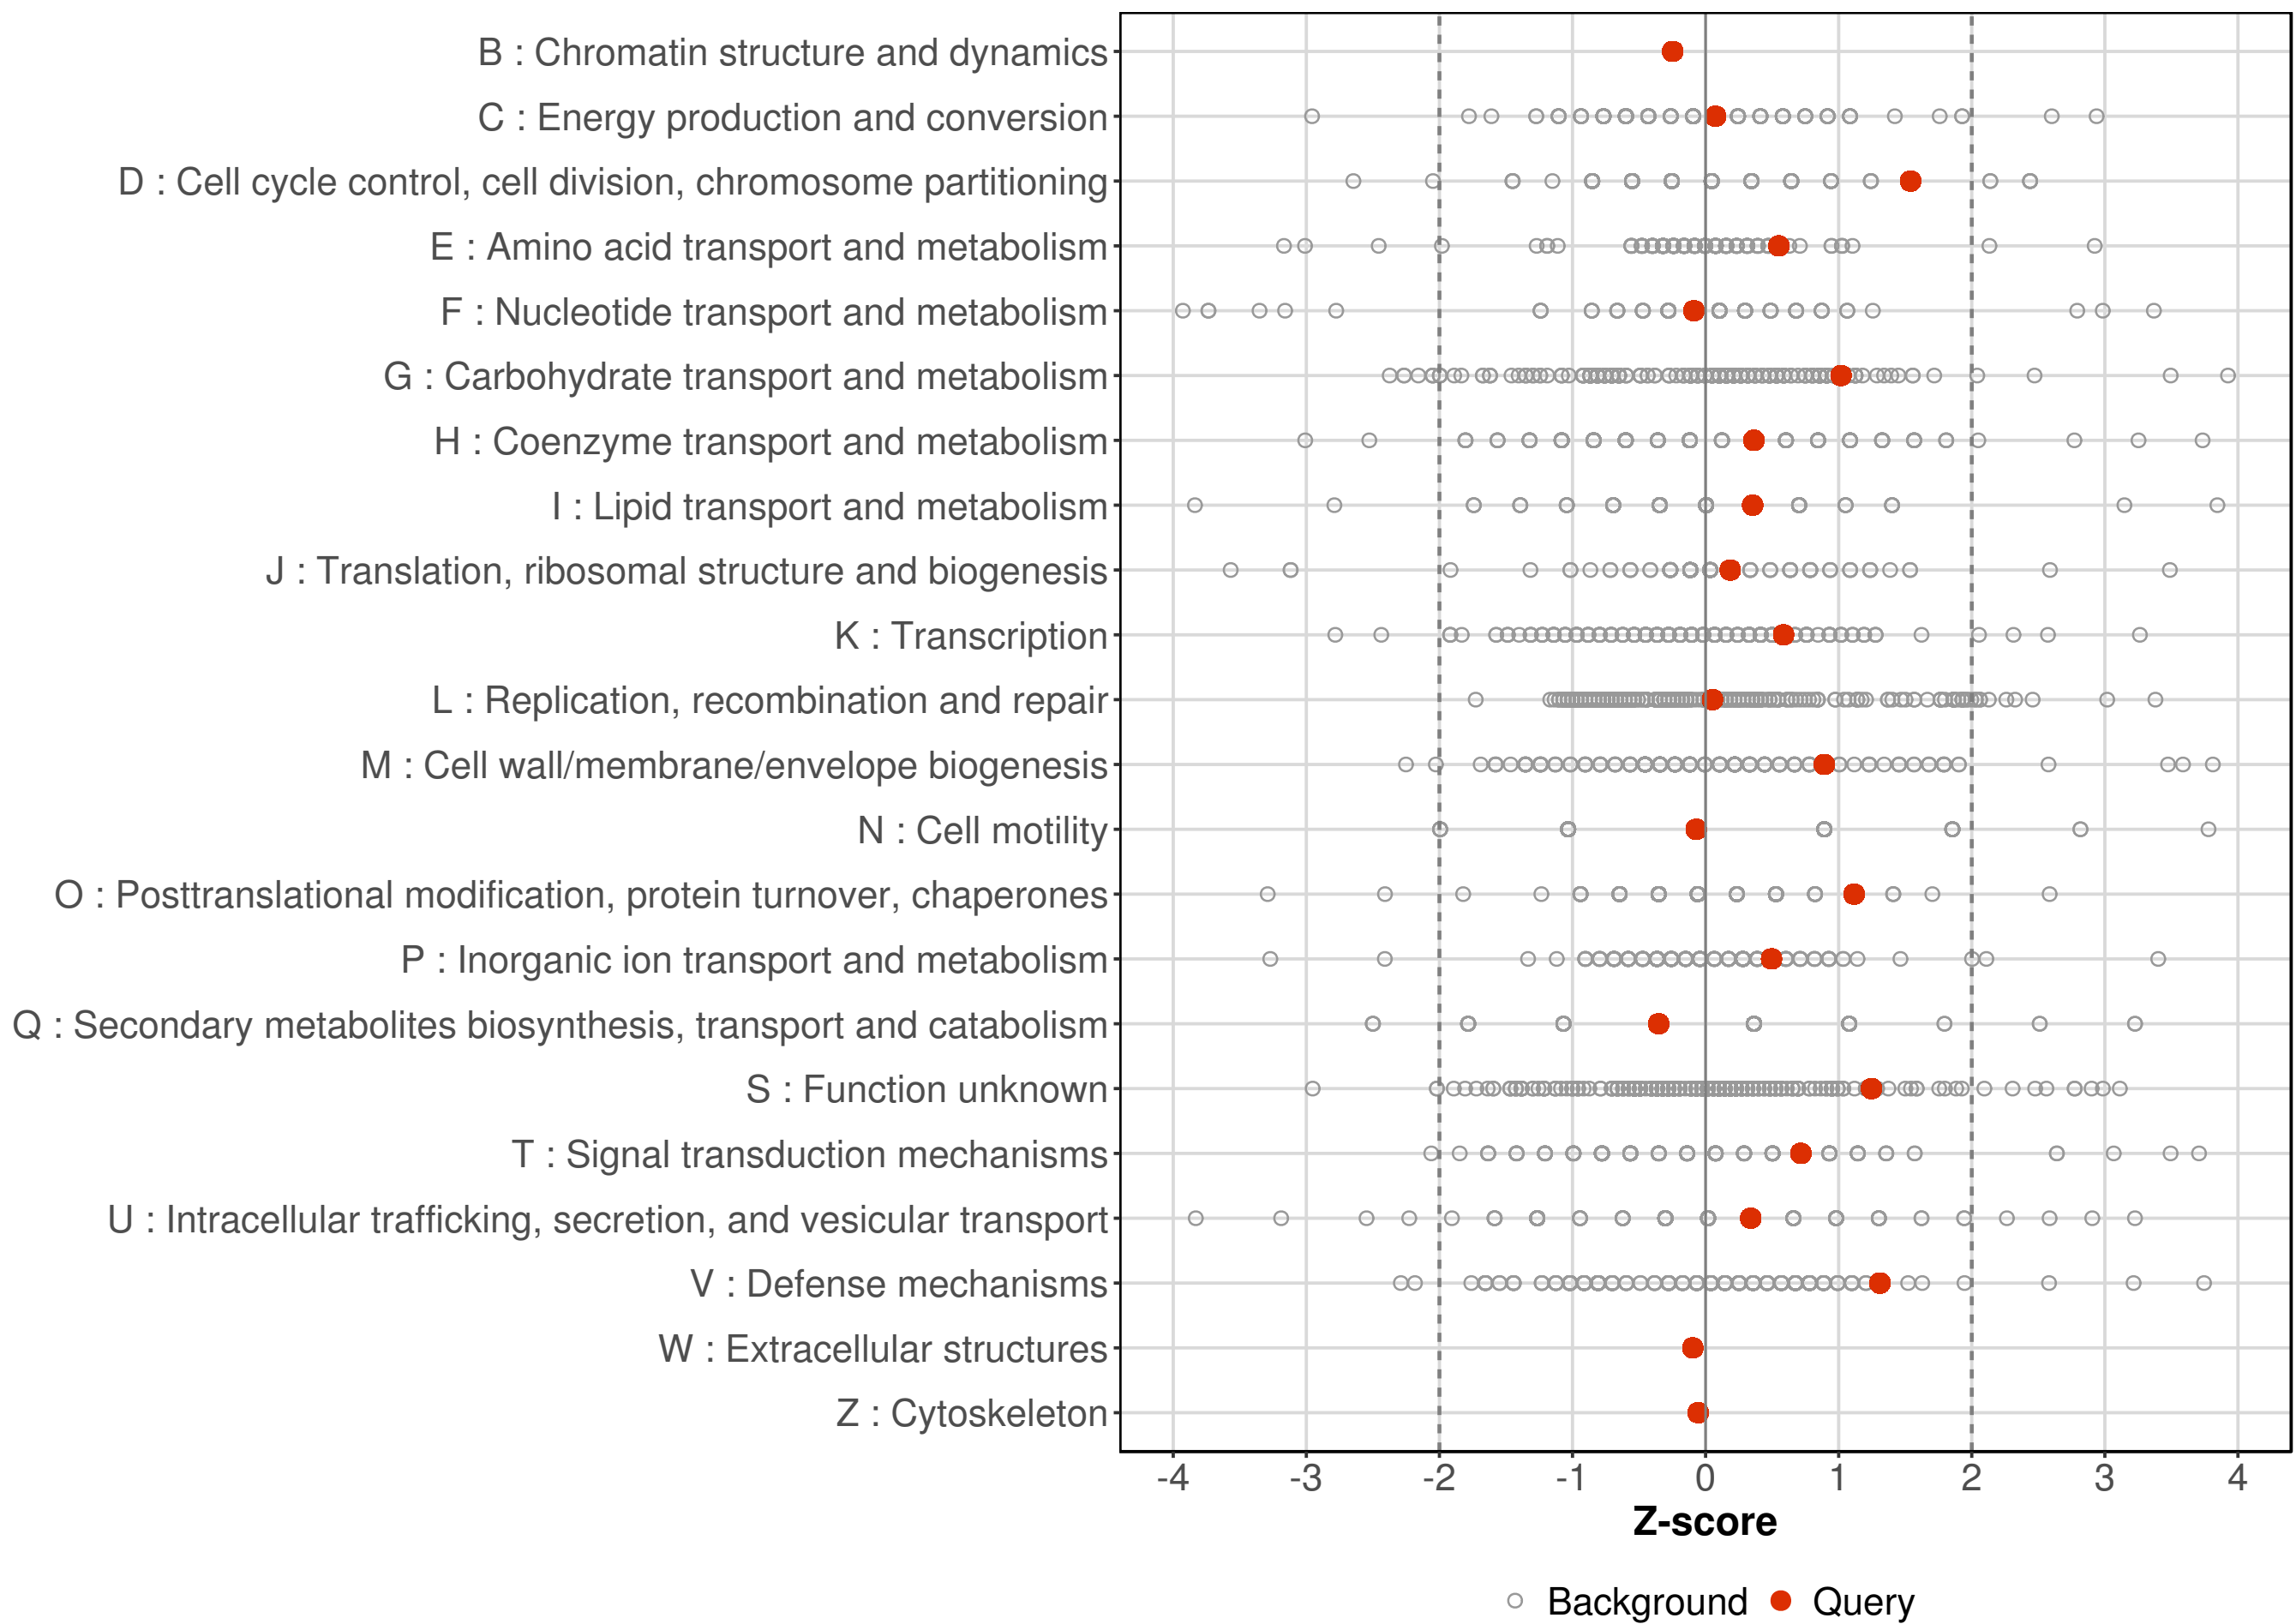 B : Chromatin structure and dynamics
C : Energy production and conversion
D : Cell cycle control, cell division, chromosome partitioning
E : Amino acid transport and metabolism
F : Nucleotide transport and metabolism
G : Carbohydrate transport and metabolism
H : Coenzyme transport and metabolism
I : Lipid transport and metabolism
J : Translation, ribosomal structure and biogenesis
K : Transcription
L : Replication, recombination and repair
M : Cell wall/membrane/envelope biogenesis
N : Cell motility
O : Posttranslational modification, protein turnover, chaperones
P : Inorganic ion transport and metabolism
Q : Secondary metabolites biosynthesis, transport and catabolism
S : Function unknown
T : Signal transduction mechanisms
U : Intracellular trafficking, secretion, and vesicular transport
V : Defense mechanisms
W : Extracellular structures
Z : Cytoskeleton
-4 -3 -2 -1 0 1 2 3 4
Z-score
Background Query